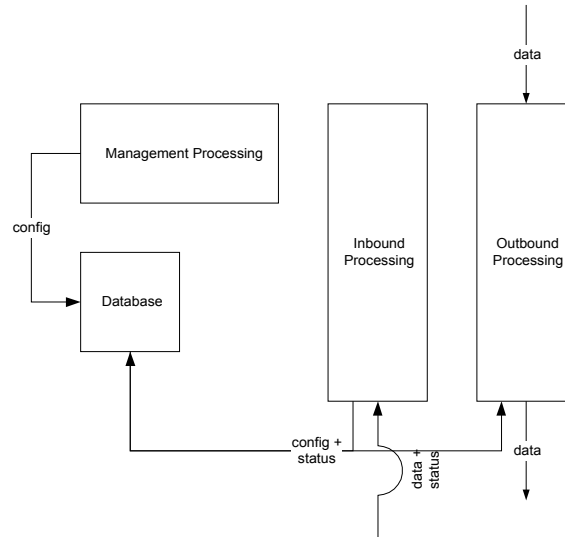 data
Management Processing
config
Inbound
Processing
Outbound
Processing
Database
config +
status
data +
status
data